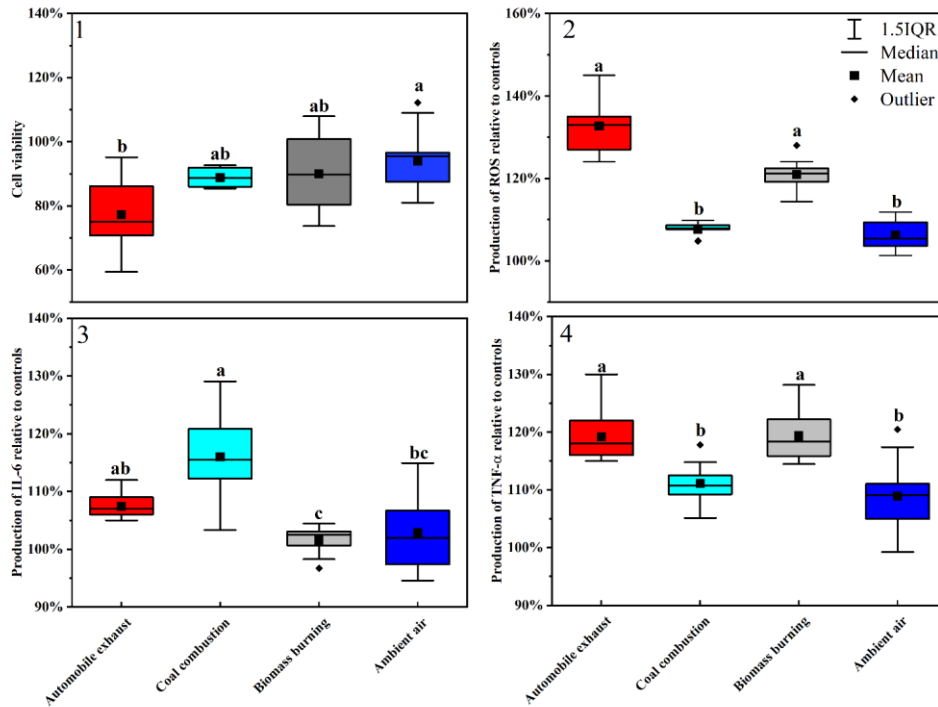 1
Cell viability
140%
120%
100%
80%
60%
b
ab
ab
a
2
Production of ROS relative to controls
160%
140%
120%
100%
a
b
a
b
1.5IQR
Median
Mean
Outlier
3
Production of IL-6 relative to controls
140%
130%
120%
110%
100%
90%
ab
a
c
bc
Automobile exhaust
Coal combustion
Biomass burning
Ambient air
4
Production of TNF-α relative to controls
140%
130%
120%
110%
100%
90%
a
b
a
b
Automobile exhaust
Coal combustion
Biomass burning
Ambient air